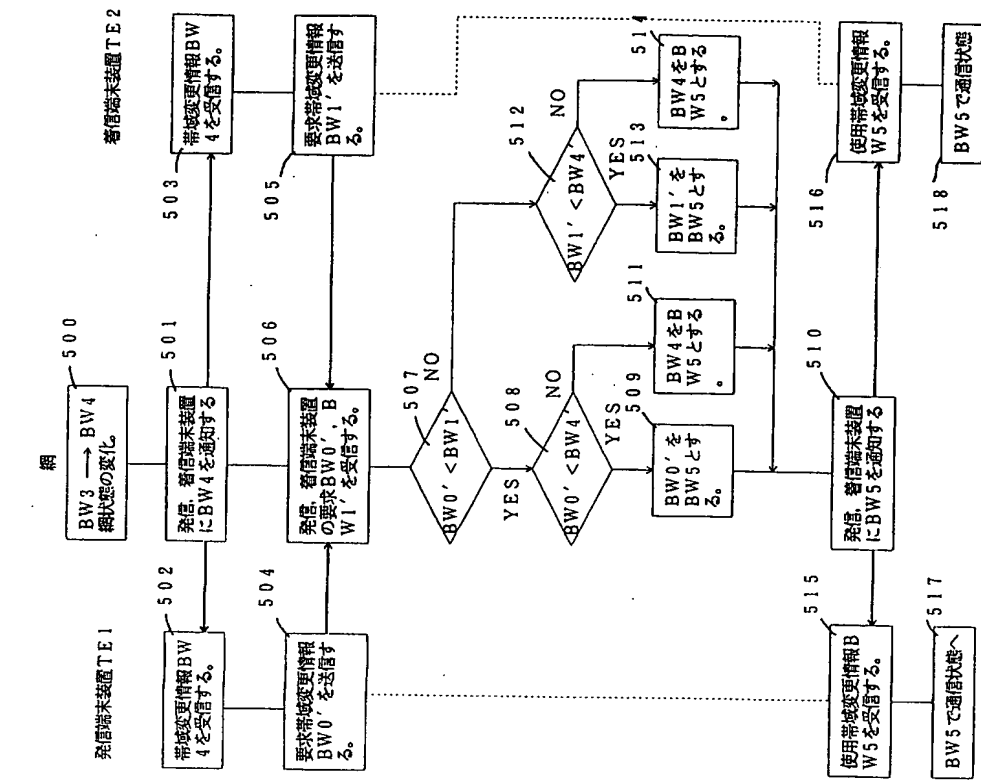 発信端末装置TE1
網
着信端末装置TE2
500
BW3 → BW4
網状態の変化
501
発信，着信端末装置
にBW4を通知する
502
帯域変更情報BW
4を受信する。
503
帯域変更情報BW
4を受信する。
504
要求帯域変更情報
BW0'を送信す
る。
505
要求帯域変更情報
BW1'を送信す
る。
506
発信，着信端末装置
の要求BW0'，B
W1'を受信する。
507
BW0'<BW1'
NO
YES
508
BW0'<BW4'
NO
YES
512
BW1'<BW4'
NO
YES
509
BW0'を
BW5とす
る。
511
BW4をB
W5とする
。
513
BW1'を
BW5とす
る。
514
BW4をB
W5とする
。
510
発信，着信端末装置
にBW5を通知する
515
使用帯域変更情報B
W5を受信する。
516
使用帯域変更情報B
W5を受信する。
517
BW5で通信状態へ
518
BW5で通信状態